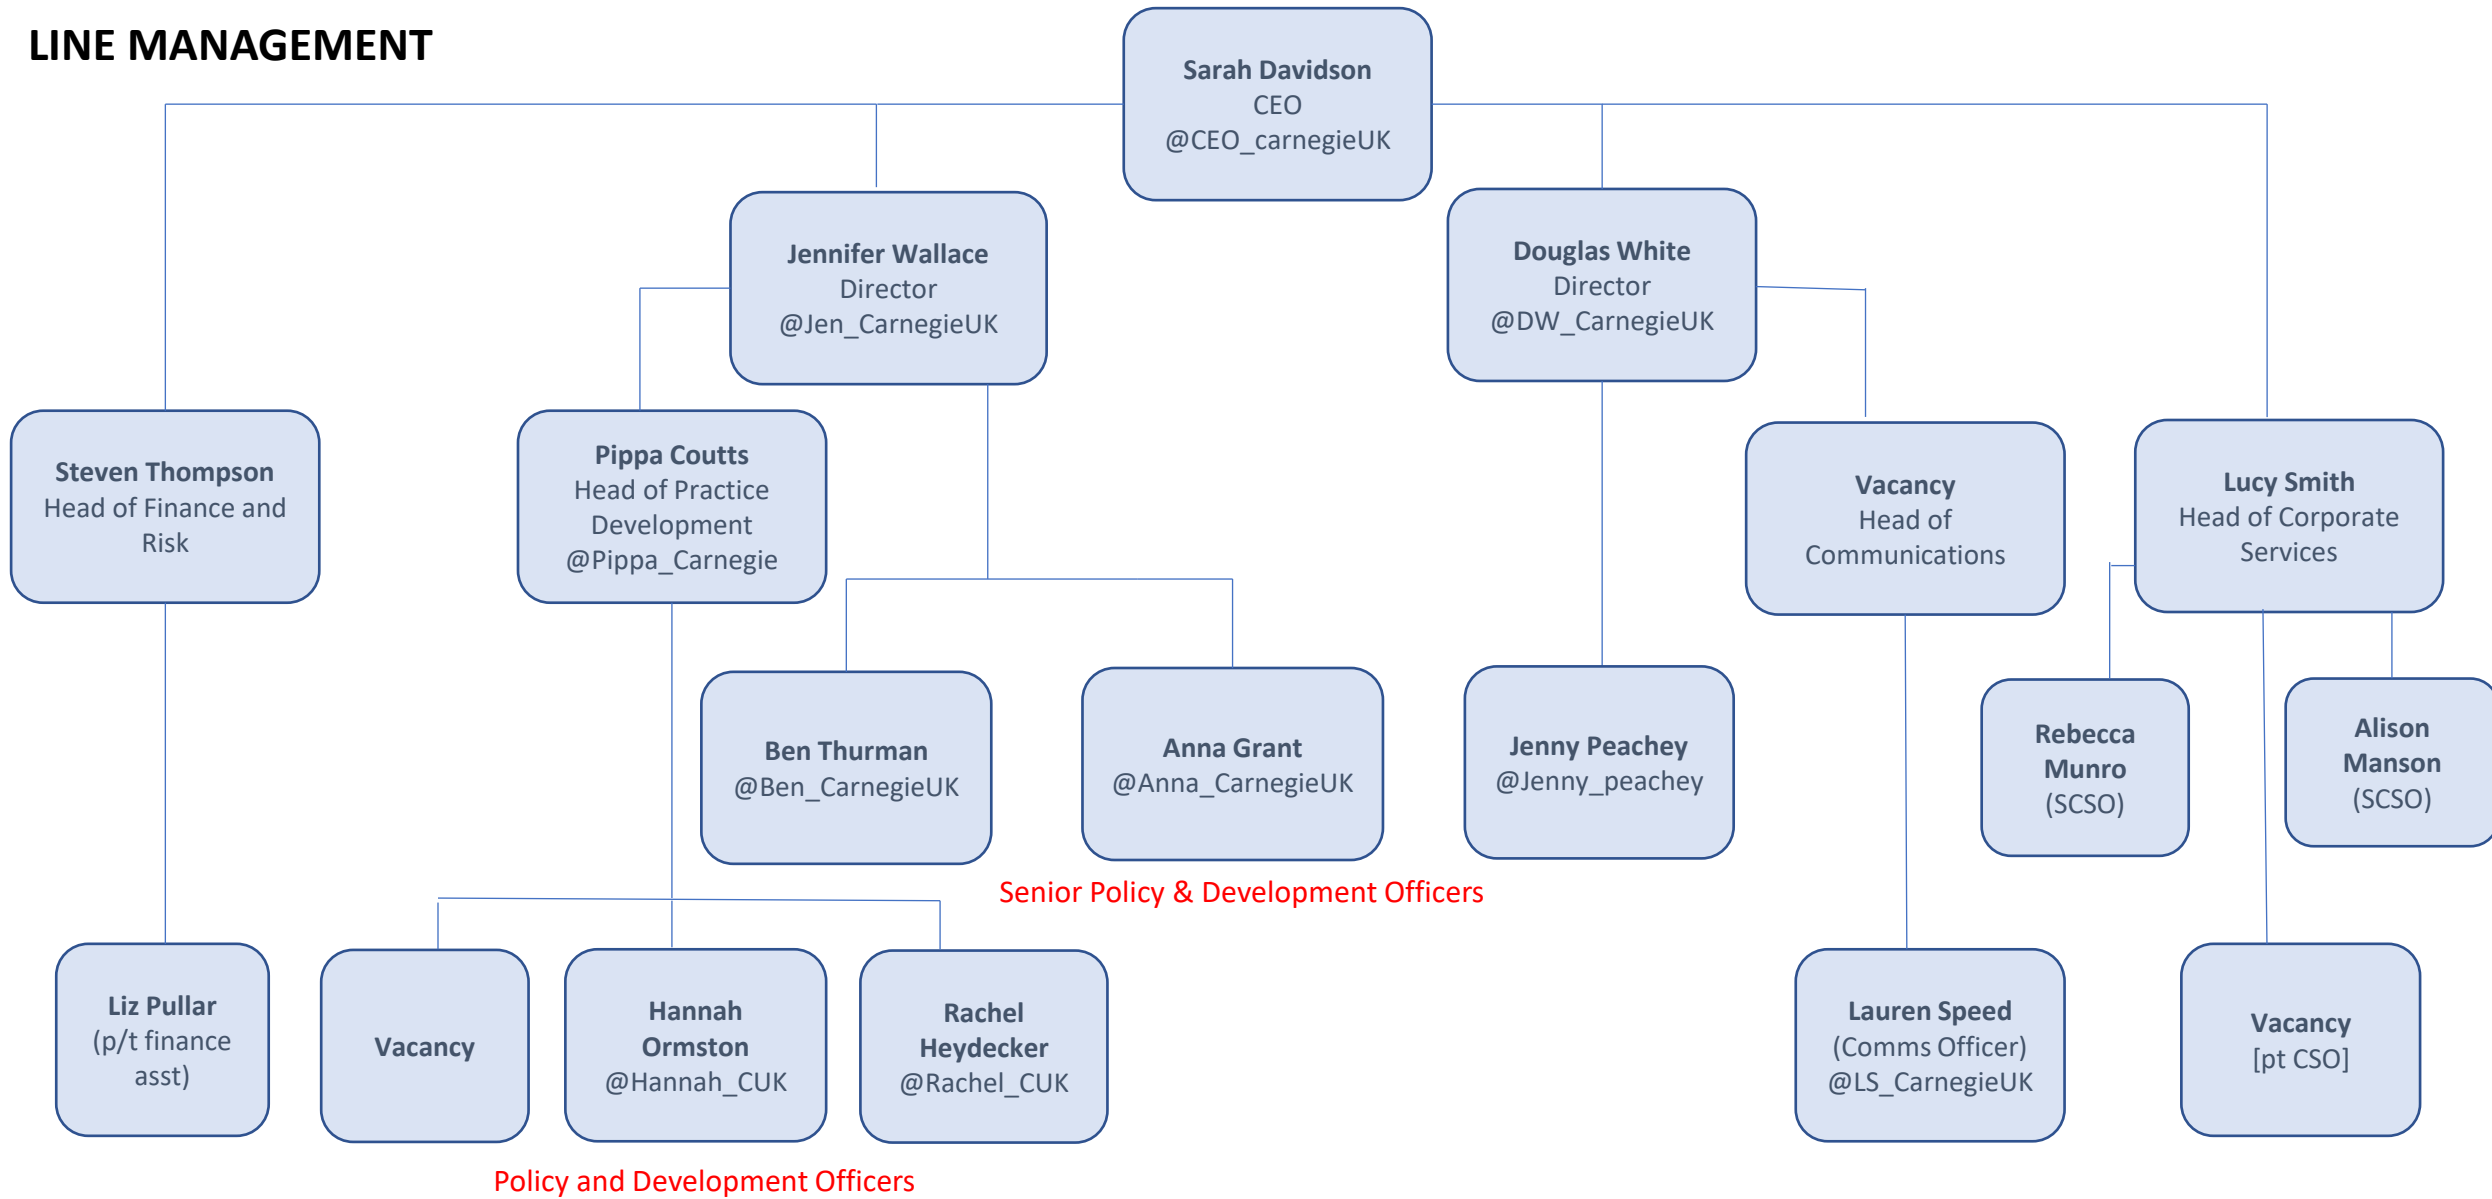 LINE MANAGEMENT
Sarah Davidson
CEO
@CEO_carnegieUK
Jennifer Wallace
Director
@Jen_CarnegieUK
Douglas White
Director
@DW_CarnegieUK
Steven Thompson
Head of Finance and
Risk
Pippa Coutts
Head of Practice
Development
@Pippa_Carnegie
Vacancy
Head of
Communications
Lucy Smith
Head of Corporate
Services
Ben Thurman
@Ben_CarnegieUK
Anna Grant
@Anna_CarnegieUK
Jenny Peachey
@Jenny_peachey
Rebecca
Munro
(SCSO)
Alison
Manson
(SCSO)
Senior Policy & Development Officers
Liz Pullar
(p/t finance
asst)
Vacancy
Hannah
Ormston
@Hannah_CUK
Rachel
Heydecker
@Rachel_CUK
Lauren Speed
(Comms Officer)
@LS_CarnegieUK
Vacancy
[pt CSO]
Policy and Development Officers